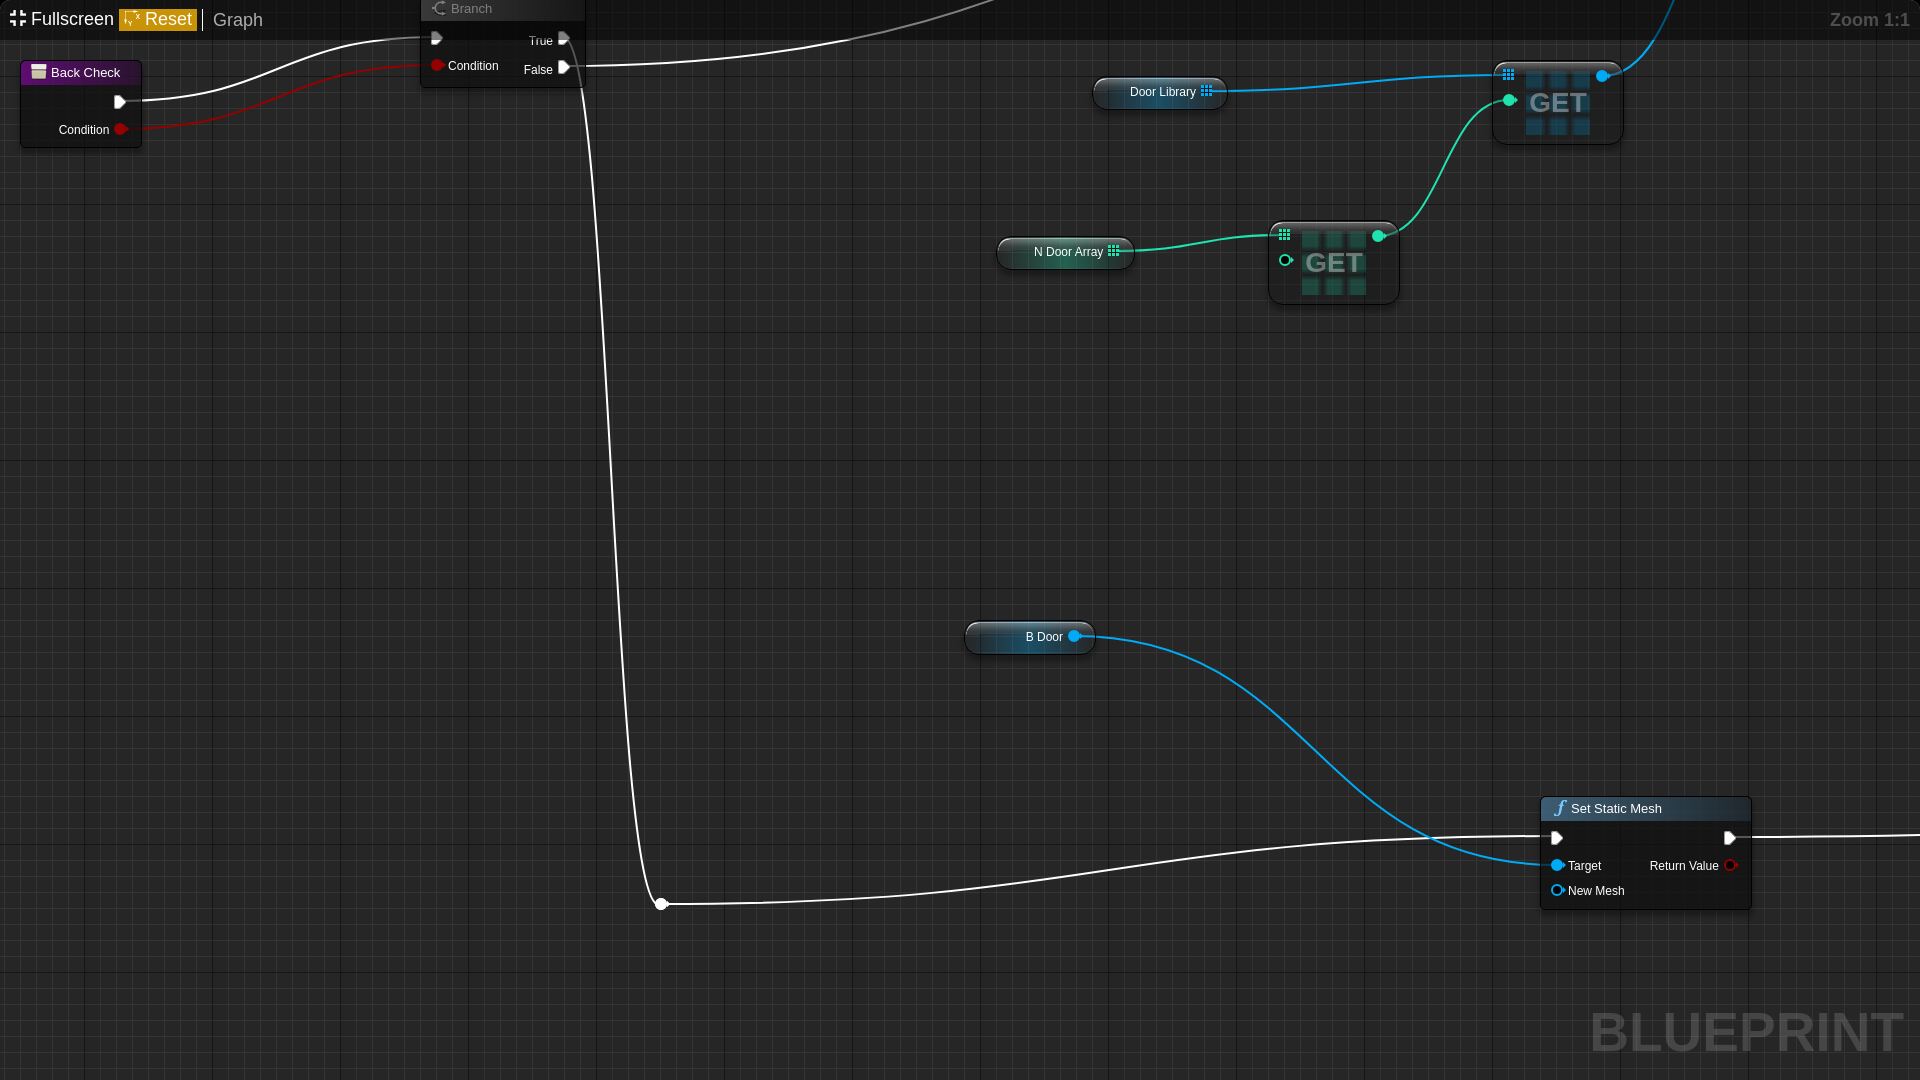 Fullscreen Reset Graph Zoom 1:1
Branch
True
Condition False
Back Check
Condition
Door Library
GET
N Door Array
GET
B Door
Set Static Mesh
Target Return Value
New Mesh
BLUEPRINT